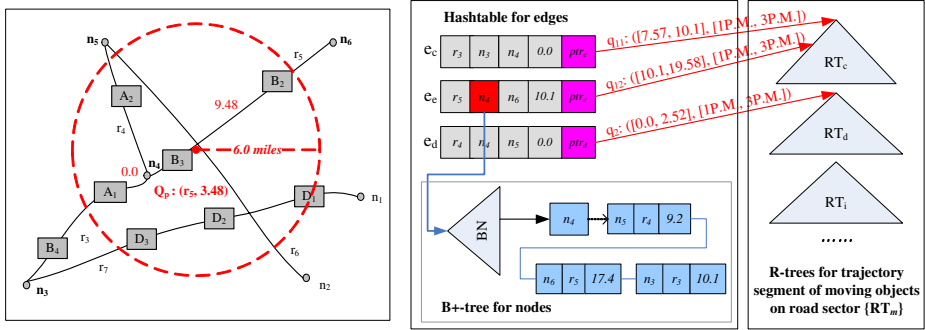 n5
n6
r5
B2
A2
9.48
r4
n4
B3
6.0 miles
0.0
Qp : (r5, 3.48)
A1
D1
n1
D2
B4
r3
D3
r7
r6
n3
n2
Hashtable for edges
ec r3 n3 n4 0.0 ptrc
ee r5 n4 n6 10.1 ptrc
ed r4 n4 n5 0.0 ptrd
q11: ([7.57, 10.1], [1P.M., 3P.M.])
q12: ([10.1,19.58], [1P.M., 3P.M.])
q2: ([0.0, 2.52], [1P.M., 3P.M.])
BN
n4 n5 r4 9.2
n6 r5 17.4 n3 r3 10.1
B+-tree for nodes
RTc
RTd
RTi
......
R-trees for trajectory
segment of moving objects
on road sector {RTm}